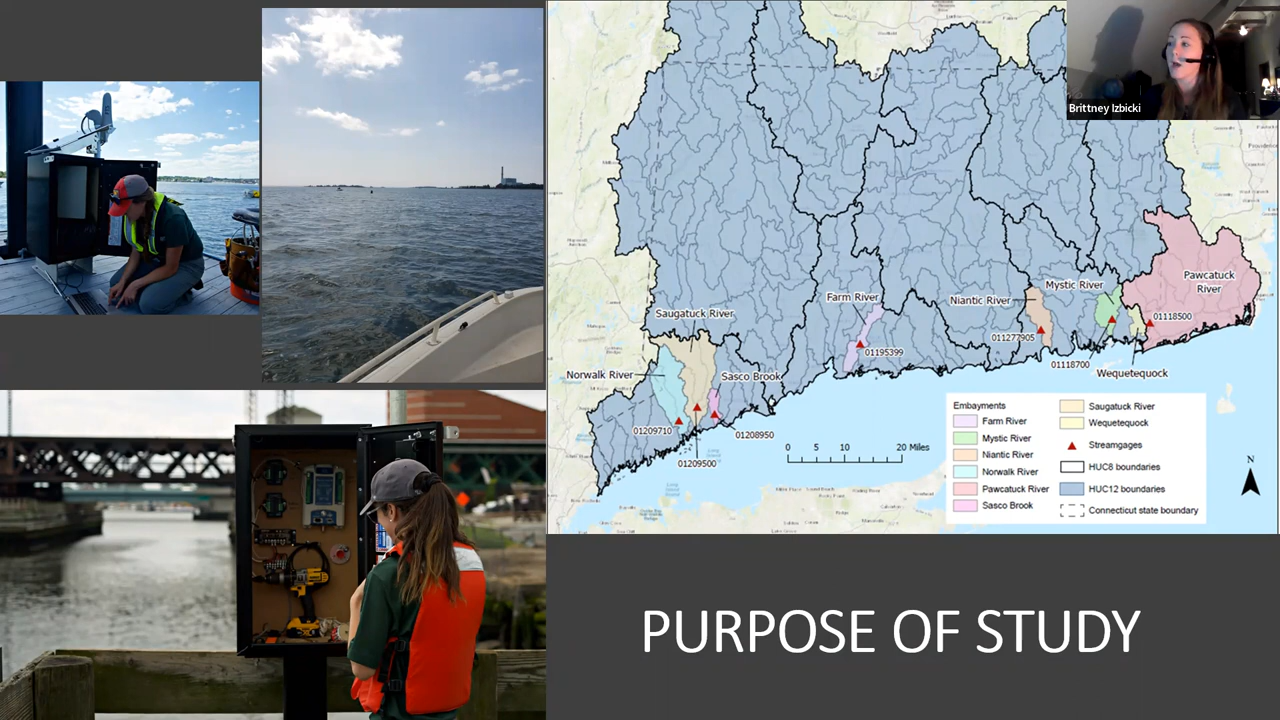 Brittney Izbicki
Pawcatuck
River
Mystic River
Farm River
Niantic River
Saugatuck River
01118500
011277905
01195399
01118700
Wequetequock
Norwalk River
Sasco Brook
01209710
01208950
01209500
0 5 10 20 Miles
N
Embayments
Farm River
Mystic River
Niantic River
Norwalk River
Pawcatuck River
Sasco Brook
Saugatuck River
Wequetequock
Streamgages
HUC8 boundaries
HUC12 boundaries
Connecticut state boundary
PURPOSE OF STUDY